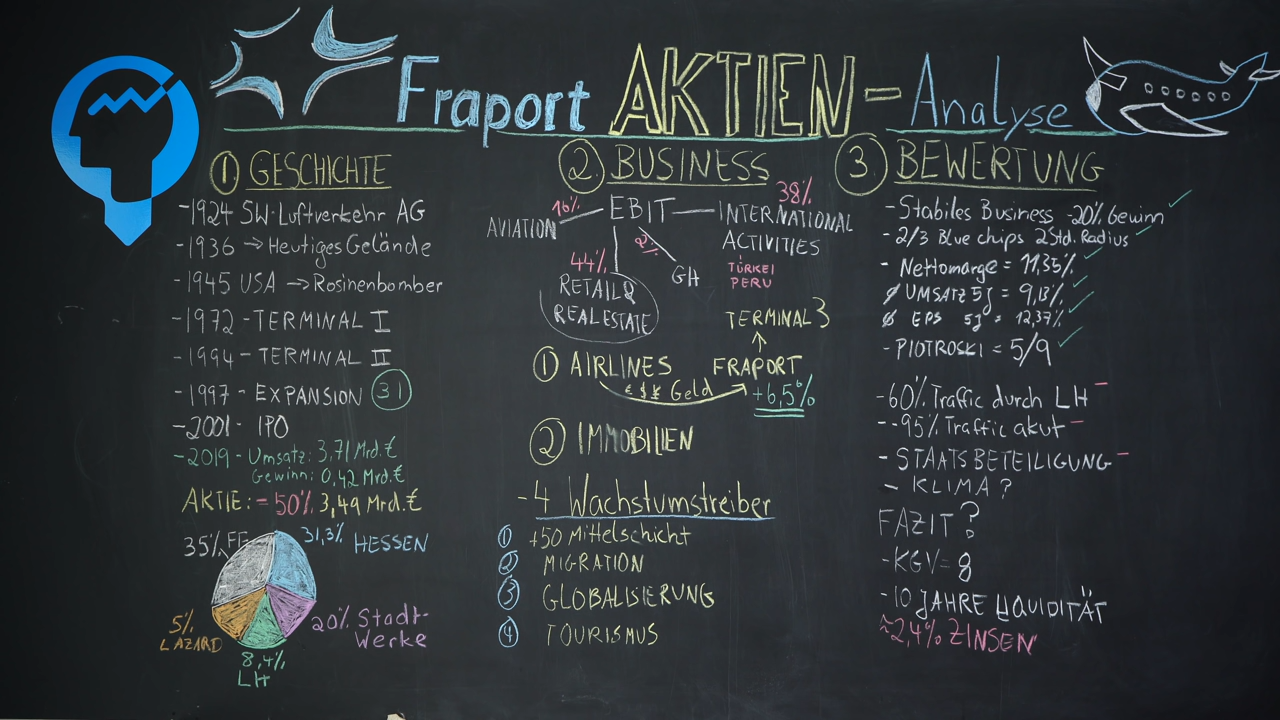 Fraport AKTIEN - Analyse
1 GESCHICHTE
-1924 SW-Luftverkehr AG
-1936 → Heutiges Gelände
-1945 USA → Rosinenbomber
-1972 - TERMINAL I
-1994 - TERMINAL II
-1997 - EXPANSION 31
-2001 - IPO
-2019 - Umsatz: 3,71 Mrd.€
Gewinn: 0,42 Mrd.€
AKTIE: -50% 3,49 Mrd.€
35% FF
31,3% HESSEN
20% Stadt-
Werke
5%
LAZARD
8,4%
LH
2. BUSINESS
38%
16% EBIT INTERNATIONAL
AVIATION ACTIVITIES
2%
44% GH TÜRKEI
PERU
RETAIL &
REAL ESTATE
TERMINAL 3
↑
1 AIRLINES FRAPORT
€ $ ¥ Geld +6,5%
2 IMMOBILIEN
- 4 Wachstumstreiber
1 +50 Mittelschicht
2 MIGRATION
3 GLOBALISIERUNG
4 TOURISMUS
3 BEWERTUNG
- Stabiles Business -20% Gewinn ✓
- 2/3 Blue chips 2 Std. Radius ✓
- Nettomarge = 11,35% ✓
Ø UMSATZ 5j = 9,13% ✓
Ø EPS 5j = 12,37% ✓
- PIOTROSKI = 5/9 ✓
-60% Traffic durch LH -
--95% Traffic akut -
- STAATSBETEILIGUNG -
- KLIMA?
FAZIT?
- KGV = 8
- 10 JAHRE LIQUIDITÄT
≈2,4% ZINSEN